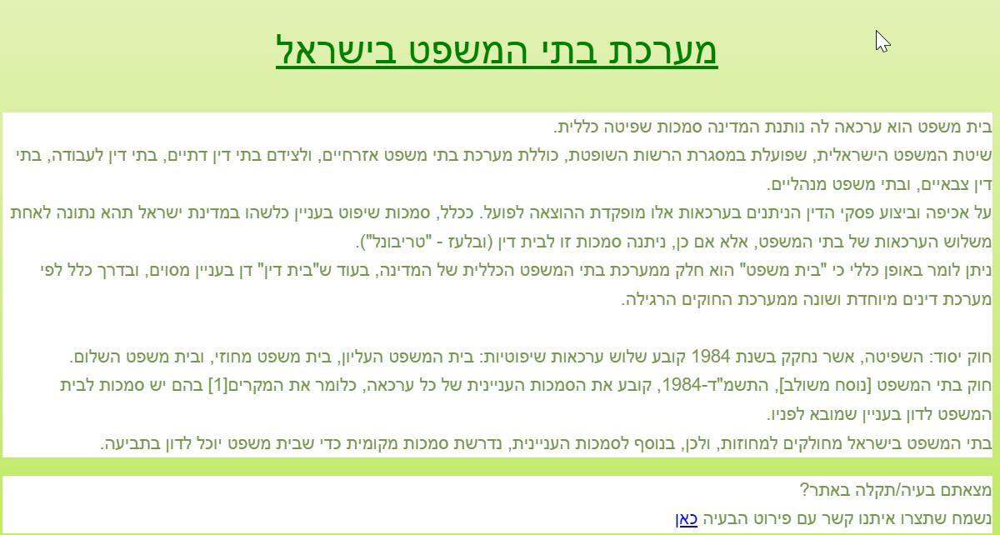 מערכת בתי המשפט בישראל
בית משפט הוא ערכאה לה נותנת המדינה סמכות שפיטה כללית.
שיטת המשפט הישראלית, שפועלת במסגרת הרשות השופטת, כוללת מערכת בתי משפט אזרחיים, ולצידם בתי דין דתיים, בתי דין לעבודה, בתי
דין צבאיים, ובתי משפט מנהליים.
על אכיפה וביצוע פסקי הדין הניתנים בערכאות אלו מופקדת ההוצאה לפועל. ככלל, סמכות שיפוט בעניין כלשהו במדינת ישראל תהא נתונה לאחת
משלוש הערכאות של בתי המשפט, אלא אם כן, ניתנה סמכות זו לבית דין (ובלעז - "טריבונל").
ניתן לומר באופן כללי כי "בית משפט" הוא חלק ממערכת בתי המשפט הכללית של המדינה, בעוד ש"בית דין" דן בעניין מסוים, ובדרך כלל לפי
מערכת דינים מיוחדת ושונה ממערכת החוקים הרגילה.
חוק יסוד: השפיטה, אשר נחקק בשנת 1984 קובע שלוש ערכאות שיפוטיות: בית המשפט העליון, בית משפט מחוזי, ובית משפט השלום.
חוק בתי המשפט [נוסח משולב], התשמ"ד-1984, קובע את הסמכות העניינית של כל ערכאה, כלומר את המקרים[1] בהם יש סמכות לבית
המשפט לדון בעניין שמובא לפניו.
בתי המשפט בישראל מחולקים למחוזות, ולכן, בנוסף לסמכות העניינית, נדרשת סמכות מקומית כדי שבית משפט יוכל לדון בתביעה.
מצאתם בעיה/תקלה באתר?
נשמח שתצרו איתנו קשר עם פירוט הבעיה כאן